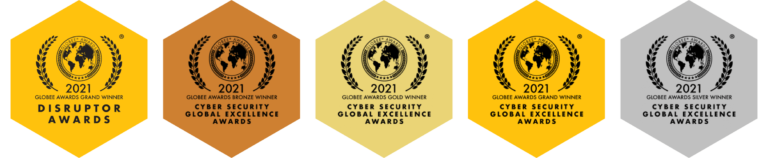 ®
2021
GLOBEE AWARDS GRAND WINNER
DISRUPTOR
AWARDS
®
2021
GLOBEE AWARDS BRONZE WINNER
CYBER SECURITY
GLOBAL EXCELLENCE
AWARDS
®
2021
GLOBEE AWARDS GOLD WINNER
CYBER SECURITY
GLOBAL EXCELLENCE
AWARDS
®
2021
GLOBEE AWARDS GRAND WINNER
CYBER SECURITY
GLOBAL EXCELLENCE
AWARDS
®
2021
GLOBEE AWARDS SILVER WINNER
CYBER SECURITY
GLOBAL EXCELLENCE
AWARDS